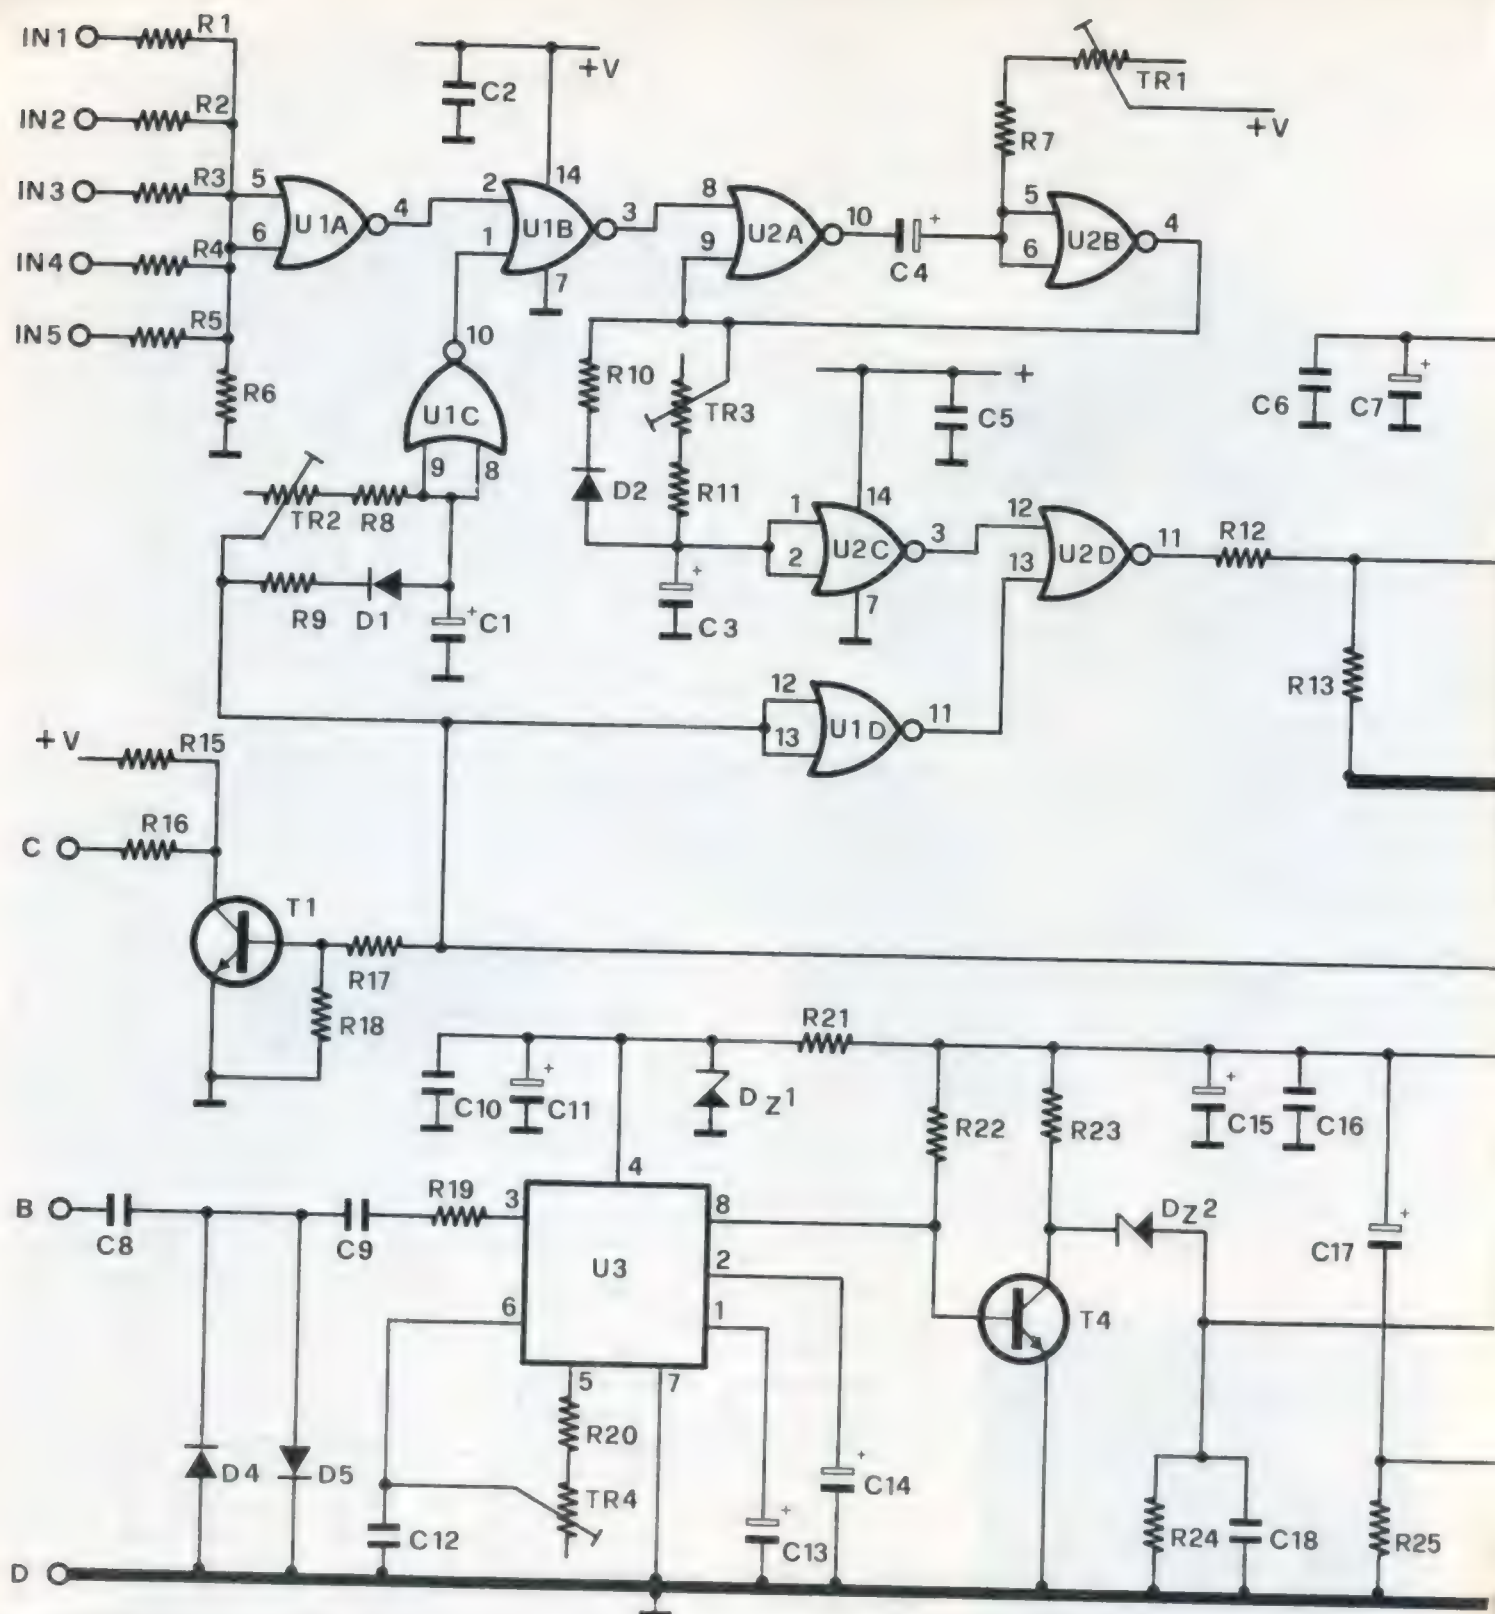 IN1 R1
+V
C2
TR1
+V
IN2 R2
R7
IN3 R3 5 4 2 14 3 8 10 + 5 4
U1A U1B U2A U2B
IN4 R4 6 1 7 9 C4 6
IN5 R5
10
R6
U1C
9 8
R10
TR3
+
C5
C6 C7 +
TR2 R8
D2 R11
1 14 3 12 11 R12
U2C U2D
2 7 13
R9 D1 + C1
+ C3
R13
12 11
U1D
13
+V R15
C R16
T1
R17
R18
R21
C10 + C11 DZ1
R22 R23 + C15 C16
4
B C8 C9 R19 3 8
DZ2
+ C17
U3
2
6 1
T4
5 7
R20
D4 D5
TR4
+ C14
C12
+ C13
R24 C18 R25
D